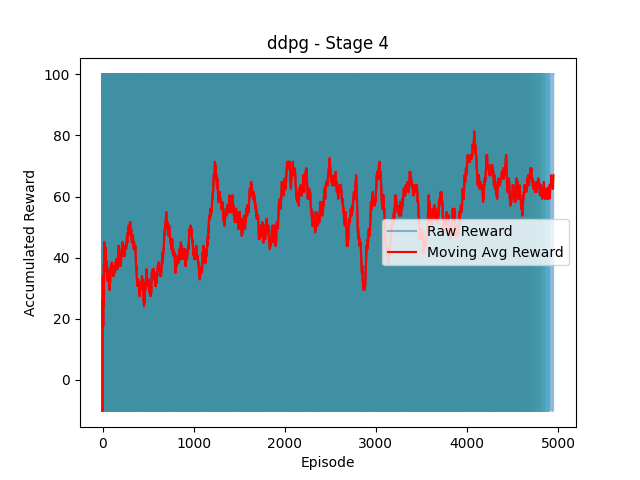 ddpg - Stage 4
Accumulated Reward
100
80
60
40
20
0
Raw Reward
Moving Avg Reward
0 1000 2000 3000 4000 5000
Episode